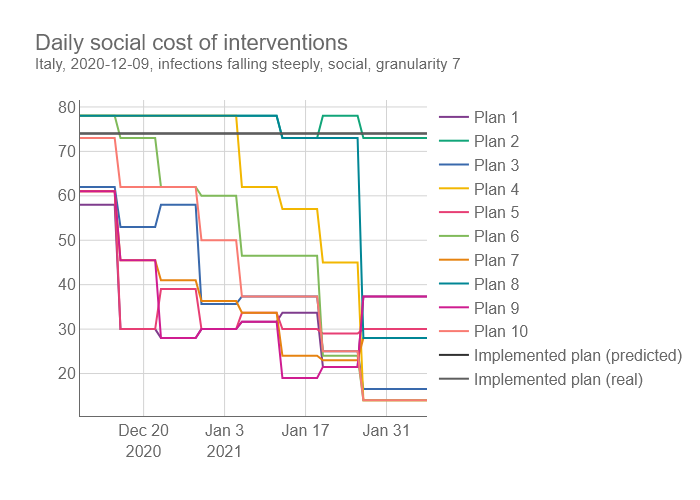 Daily social cost of interventions
Italy, 2020-12-09, infections falling steeply, social, granularity 7
80
70
60
50
40
30
20
Dec 20
2020
Jan 3
2021
Jan 17
Jan 31
Plan 1
Plan 2
Plan 3
Plan 4
Plan 5
Plan 6
Plan 7
Plan 8
Plan 9
Plan 10
Implemented plan (predicted)
Implemented plan (real)